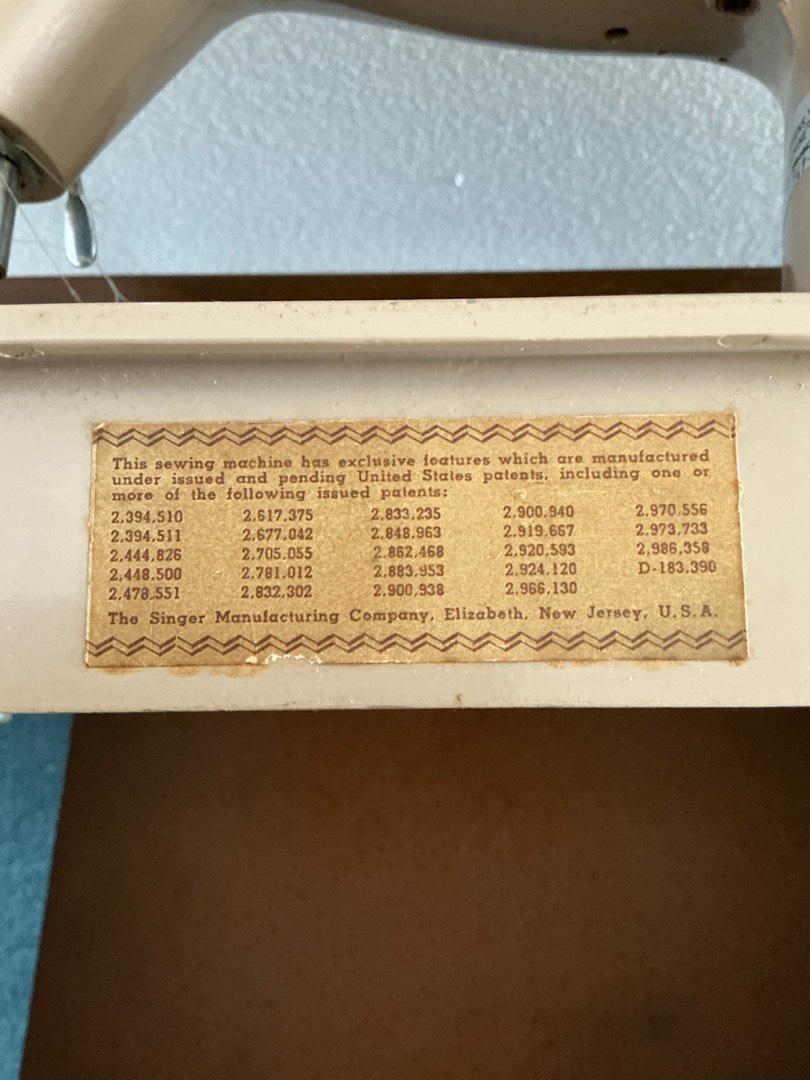 This sewing machine has exclusive features which are manufactured
under issued and pending United States patents, including one or
more of the following issued patents:
2,394,510 2,617,375 2,833,235 2,900,940 2,970,556
2,394,511 2,677,042 2,848,963 2,919,667 2,973,733
2,444,826 2,705,055 2,862,468 2,920,593 2,986,358
2,448,500 2,781,012 2,883,953 2,924,120 D-183,390
2,478,551 2,832,302 2,900,938 2,966,130
The Singer Manufacturing Company, Elizabeth, New Jersey, U.S.A.